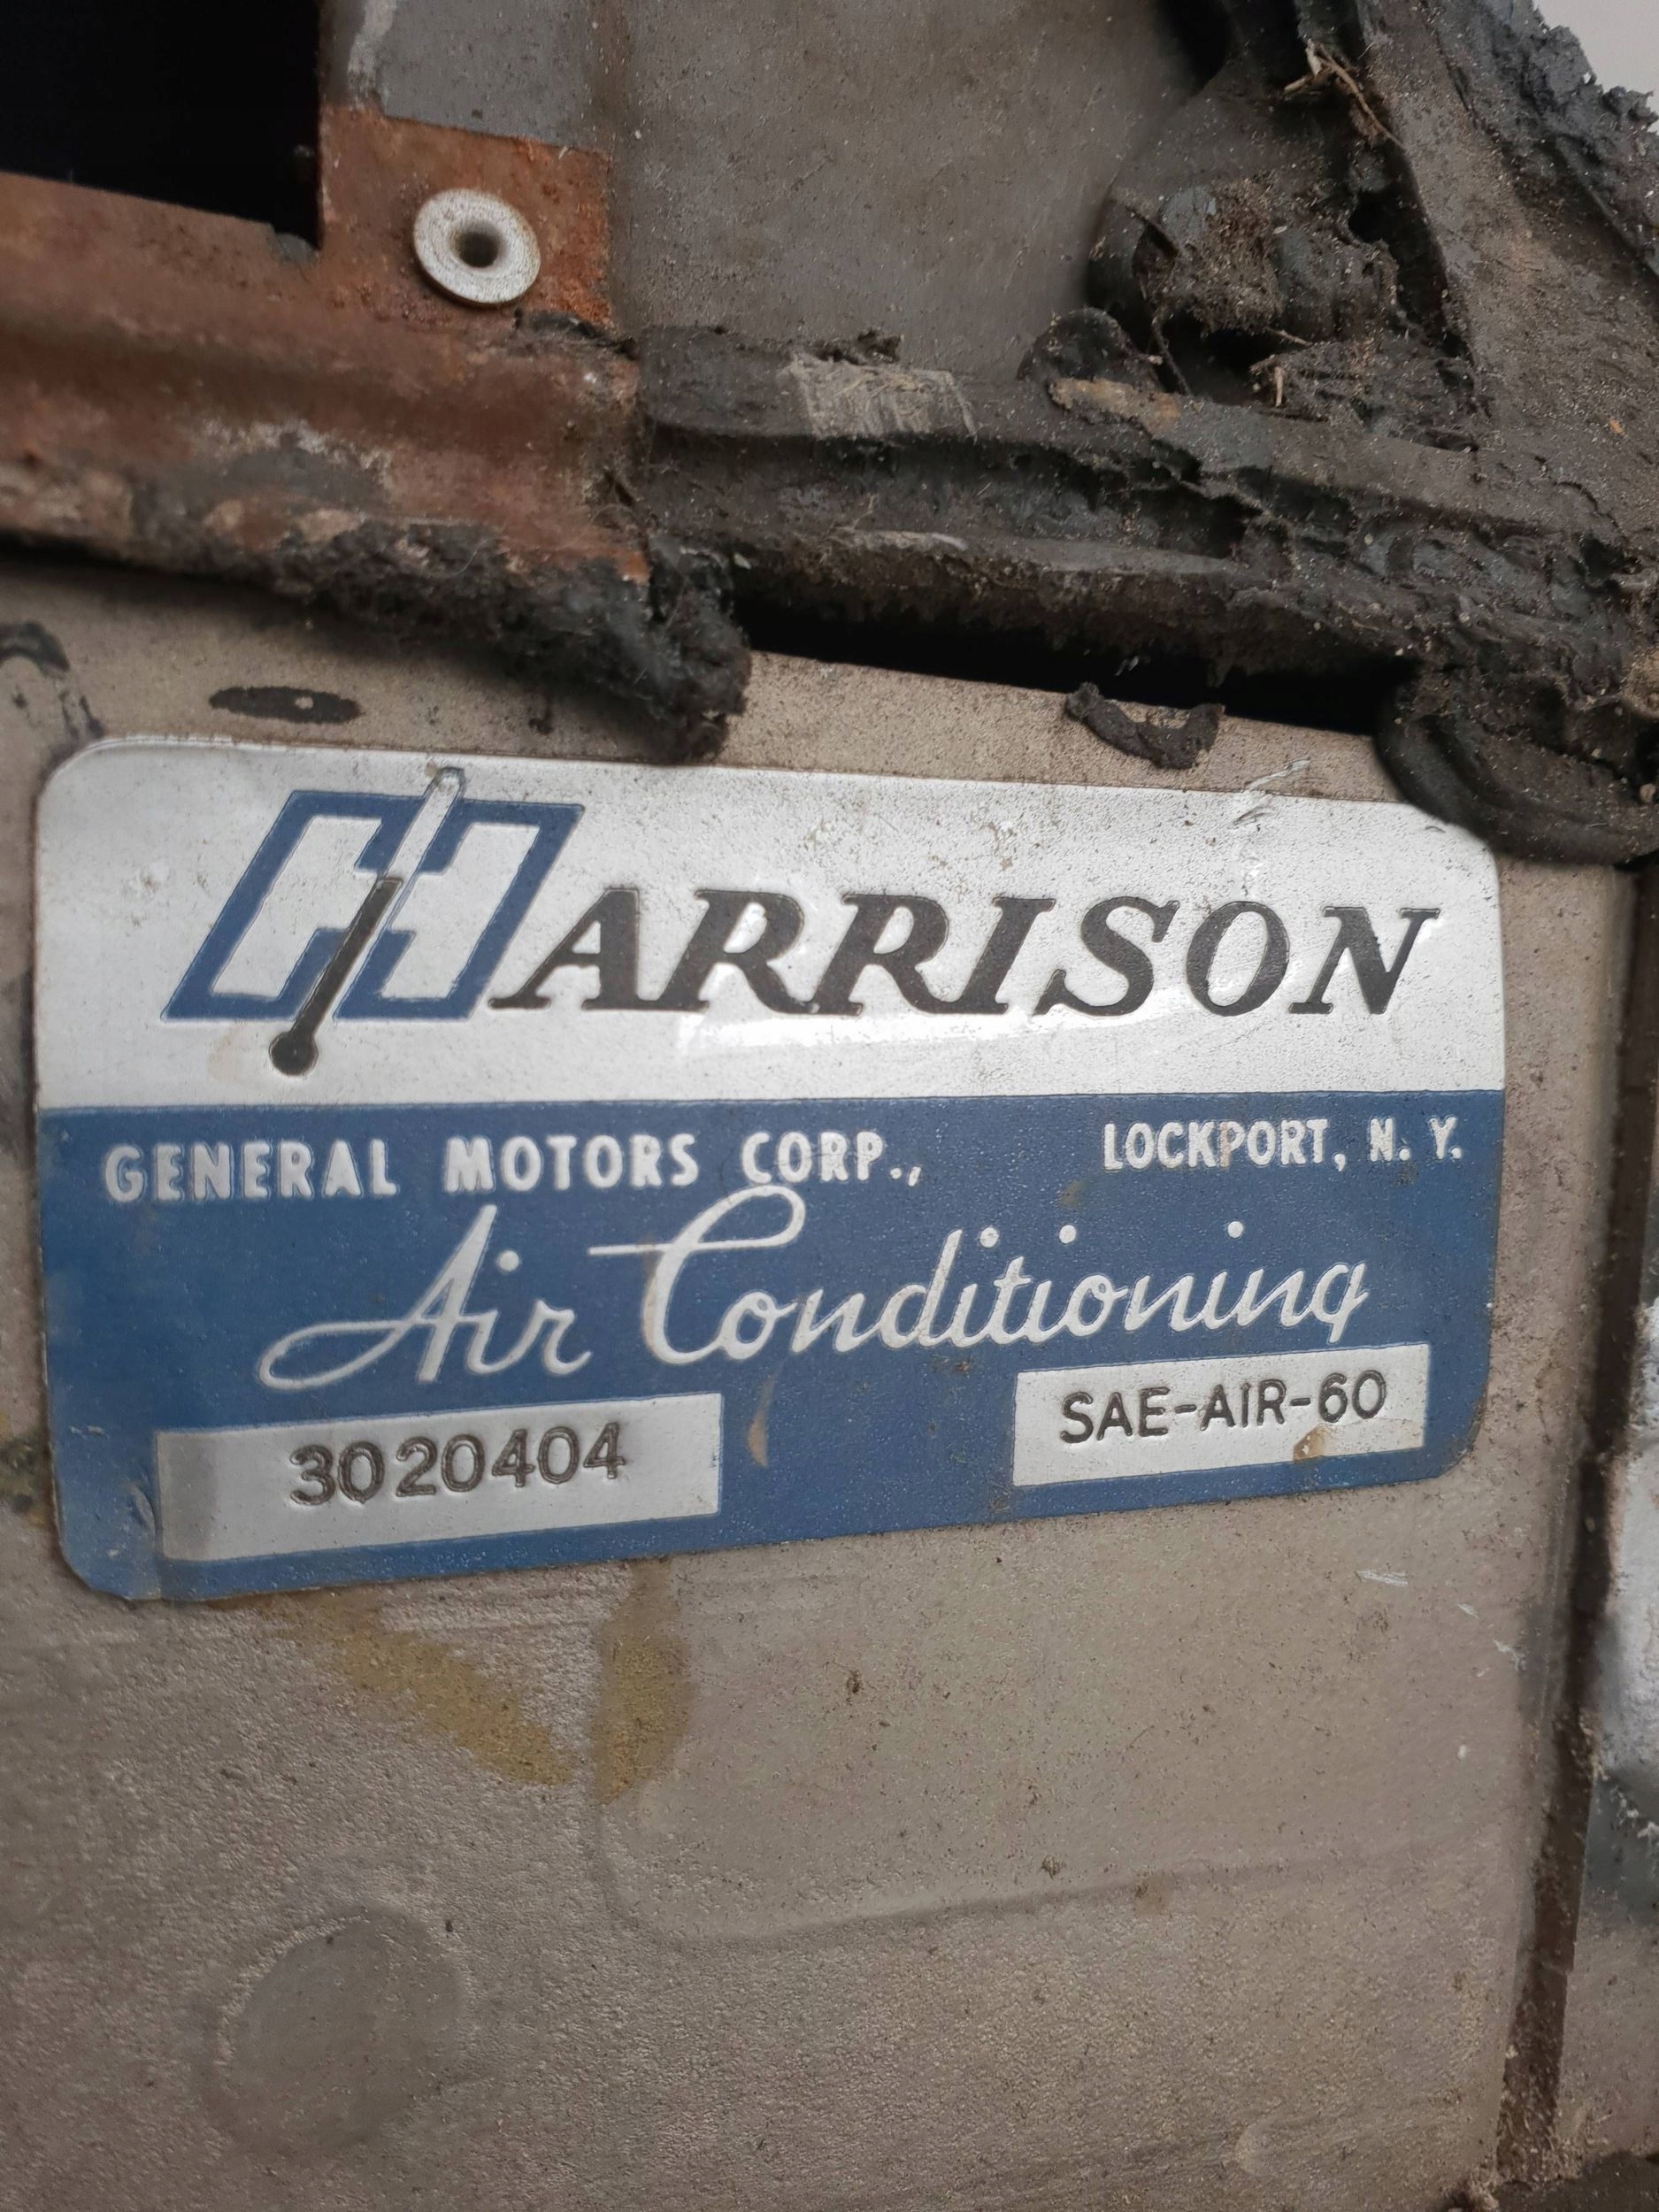 HARRISON
GENERAL MOTORS CORP., LOCKPORT, N. Y.
Air Conditioning
3020404 SAE-AIR-60